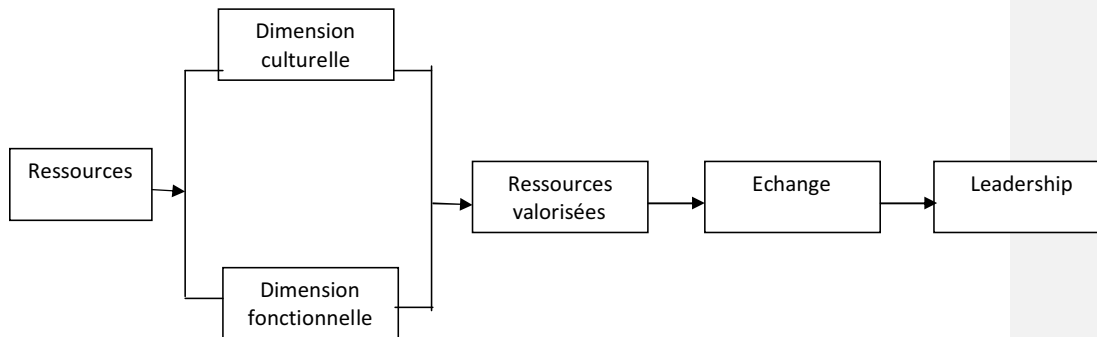 Dimension
culturelle
Ressources
Ressources
valorisées
Echange
Leadership
Dimension
fonctionnelle